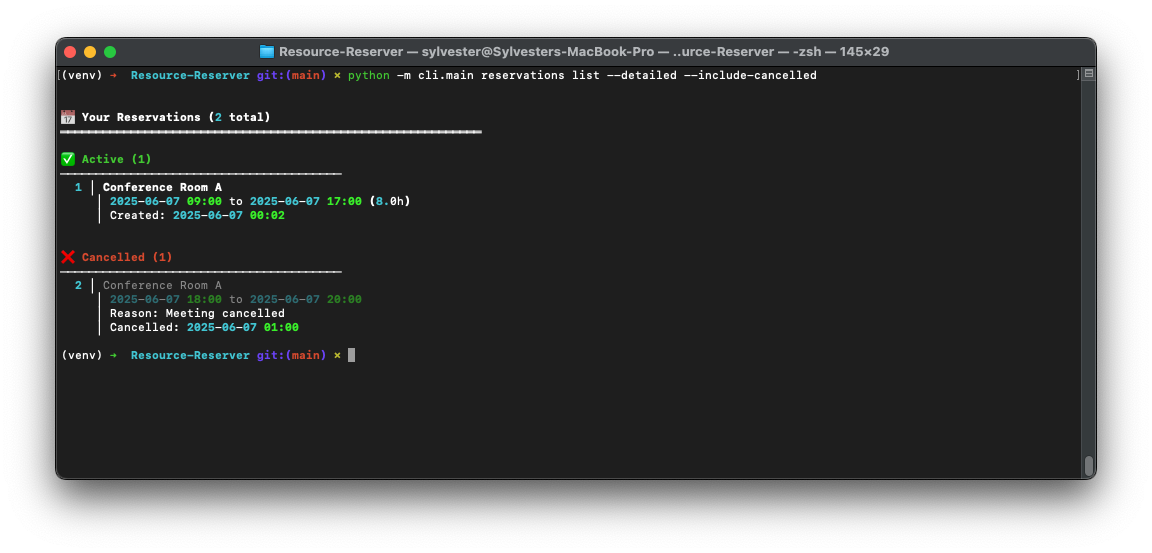 Resource-Reserver — sylvester@Sylvesters-MacBook-Pro — ..urce-Reserver — -zsh — 145×29
[(venv) ➜  Resource-Reserver git:(main) ✗ python -m cli.main reservations list --detailed --include-cancelled ]
📅 Your Reservations (2 total)
✅ Active (1)
1 │ Conference Room A
│ 2025-06-07 09:00 to 2025-06-07 17:00 (8.0h)
│ Created: 2025-06-07 00:02
❌ Cancelled (1)
2 │ Conference Room A
│ 2025-06-07 18:00 to 2025-06-07 20:00
│ Reason: Meeting cancelled
│ Cancelled: 2025-06-07 01:00
(venv) ➜  Resource-Reserver git:(main) ✗